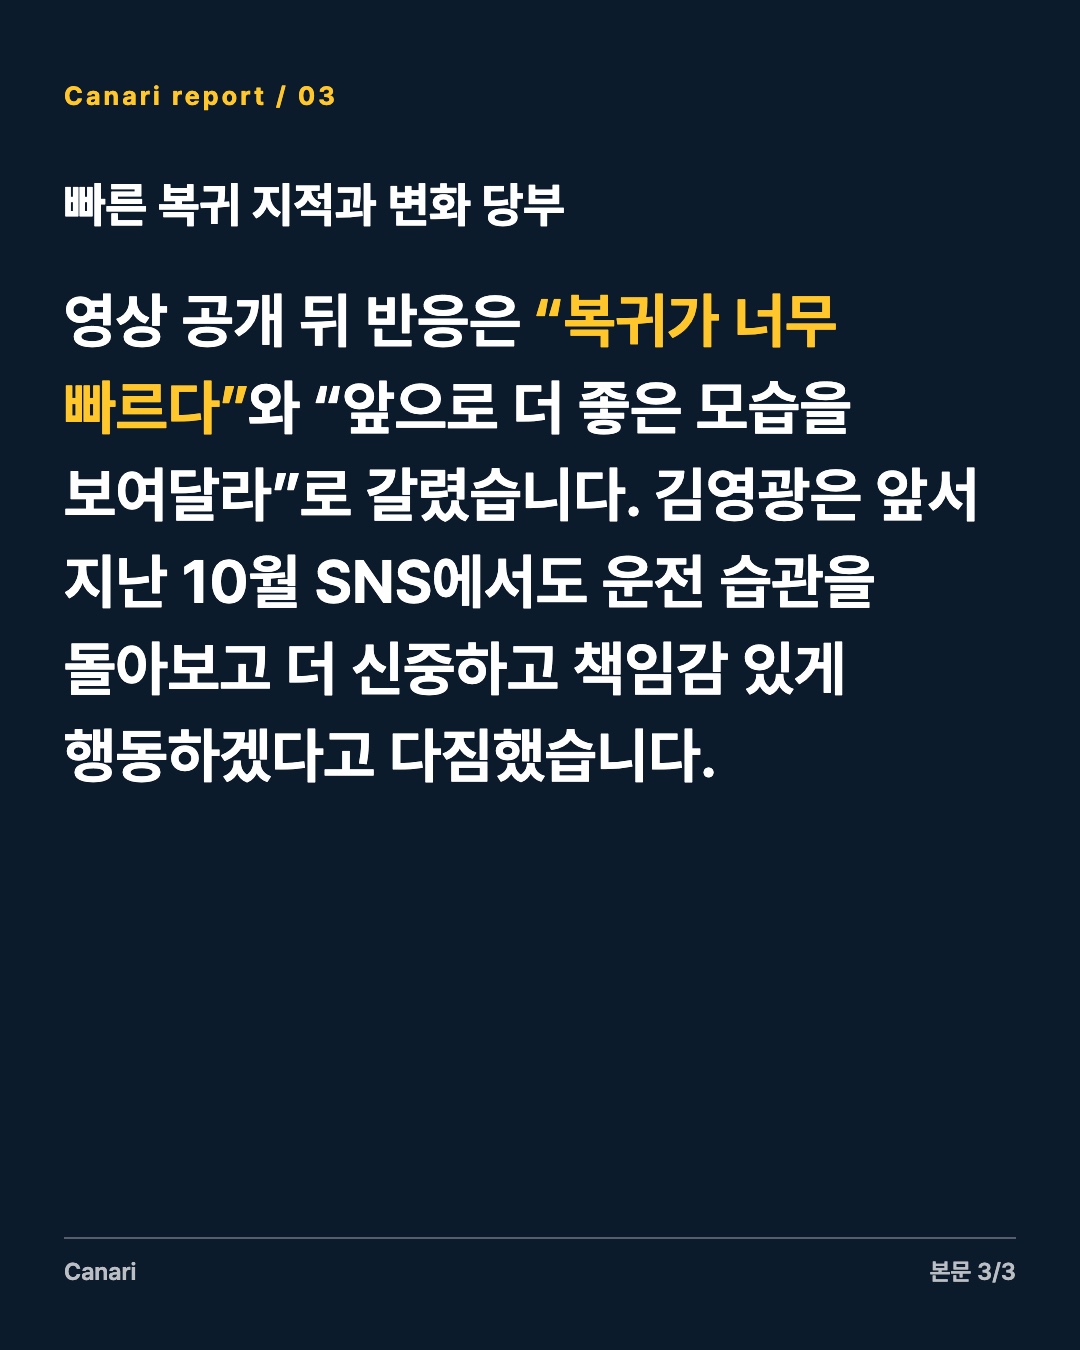 Canari report / 03
빠른 복귀 지적과 변화 당부
영상 공개 뒤 반응은 “복귀가 너무
빠르다”와 “앞으로 더 좋은 모습을
보여달라”로 갈렸습니다. 김영광은 앞서
지난 10월 SNS에서도 운전 습관을
돌아보고 더 신중하고 책임감 있게
행동하겠다고 다짐했습니다.
Canari
본문 3/3